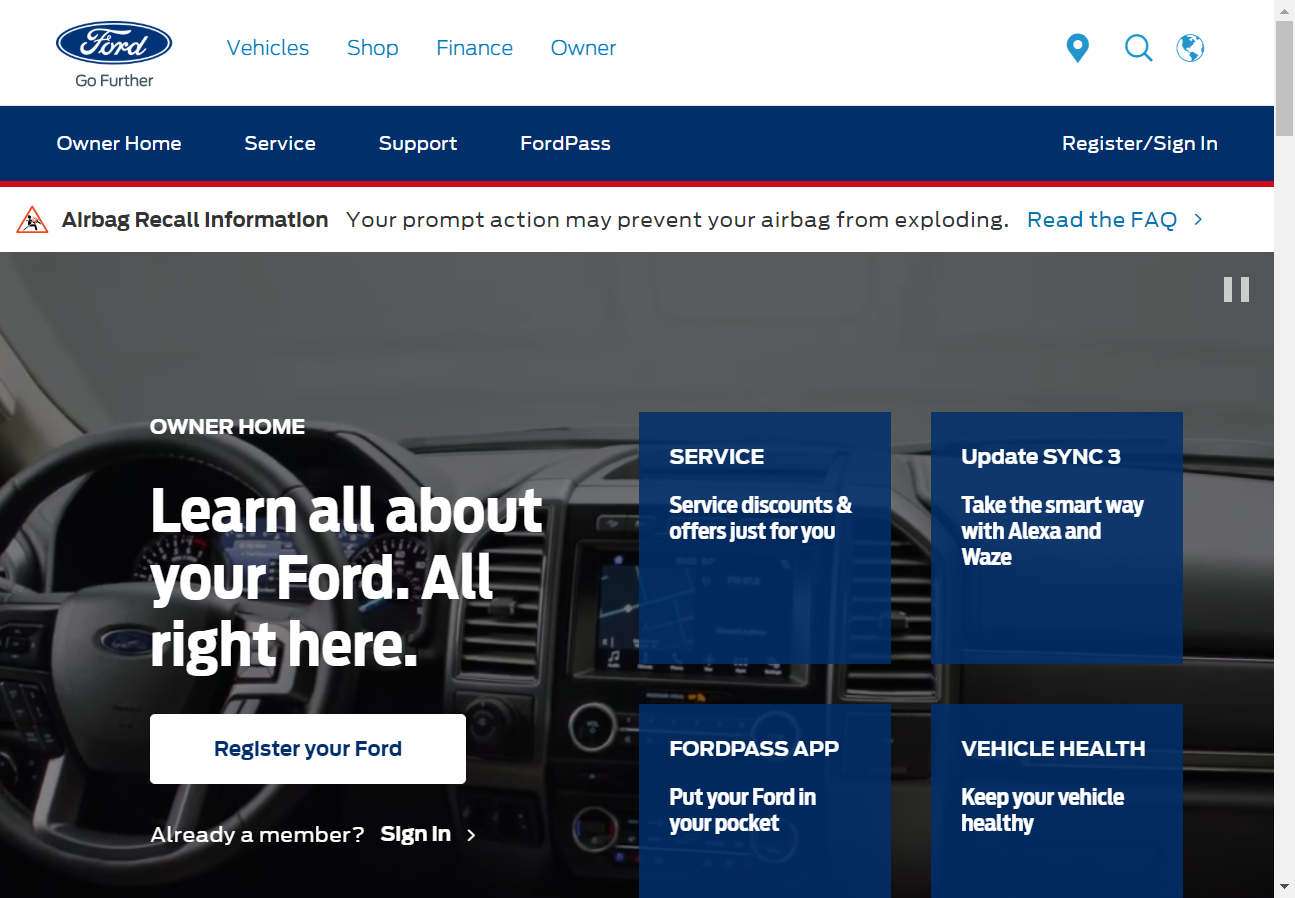 Ford
Go Further
Vehicles Shop Finance Owner
Owner Home Service Support FordPass Register/Sign In
Airbag Recall Information Your prompt action may prevent your airbag from exploding. Read the FAQ
OWNER HOME
Learn all about
your Ford. All
right here.
Register your Ford
Already a member? Sign In
SERVICE
Service discounts &
offers just for you
Update SYNC 3
Take the smart way
with Alexa and
Waze
FORDPASS APP
Put your Ford in
your pocket
VEHICLE HEALTH
Keep your vehicle
healthy